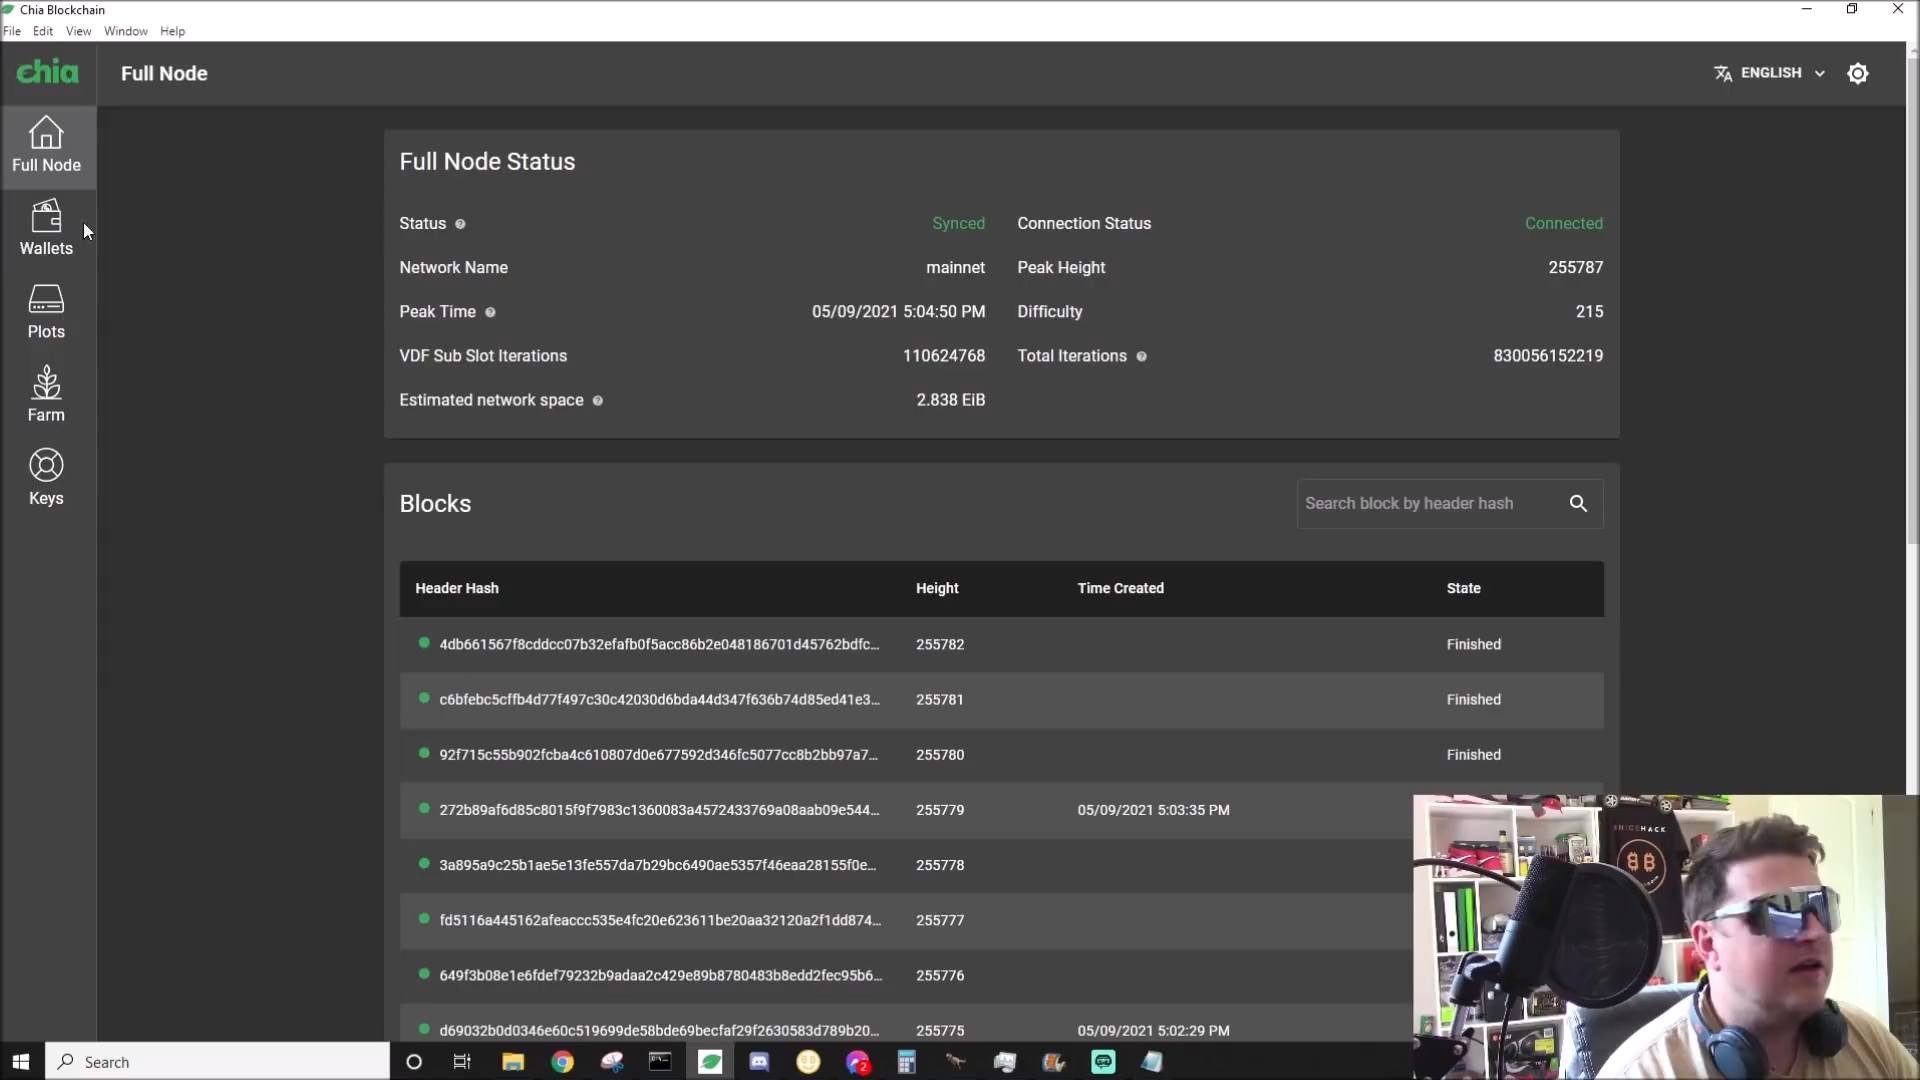 Chia Blockchain
File Edit View Window Help
chia
Full Node
ENGLISH
Full Node
Wallets
Plots
Farm
Keys
Full Node Status
Status Synced Connection Status Connected
Network Name mainnet Peak Height 255787
Peak Time 05/09/2021 5:04:50 PM Difficulty 215
VDF Sub Slot Iterations 110624768 Total Iterations 830056152219
Estimated network space 2.838 EiB
Blocks
Search block by header hash
Header Hash Height Time Created State
4db661567f8cddcc07b32efafb0f5acc86b2e048186701d45762bdfc... 255782 Finished
c6bfebc5cffb4d77f497c30c42030d6bda44d347f636b74d85ed41e3... 255781 Finished
92f715c55b902fcba4c610807d0e677592d346fc5077cc8b2bb97a7... 255780 Finished
272b89af6d85c8015f9f7983c1360083a4572433769a08aab09e544... 255779 05/09/2021 5:03:35 PM
3a895a9c25b1ae5e13fe557da7b29bc6490ae5357f46eaa28155f0e... 255778
fd5116a445162afeaccc535e4fc20e623611be20aa32120a2f1dd874... 255777
649f3b08e1e6fdef79232b9adaa2c429e89b8780483b8edd2fec95b6... 255776
d69032b0d0346e60c519699de58bde69becfaf29f2630583d789b20... 255775 05/09/2021 5:02:29 PM
Search
2